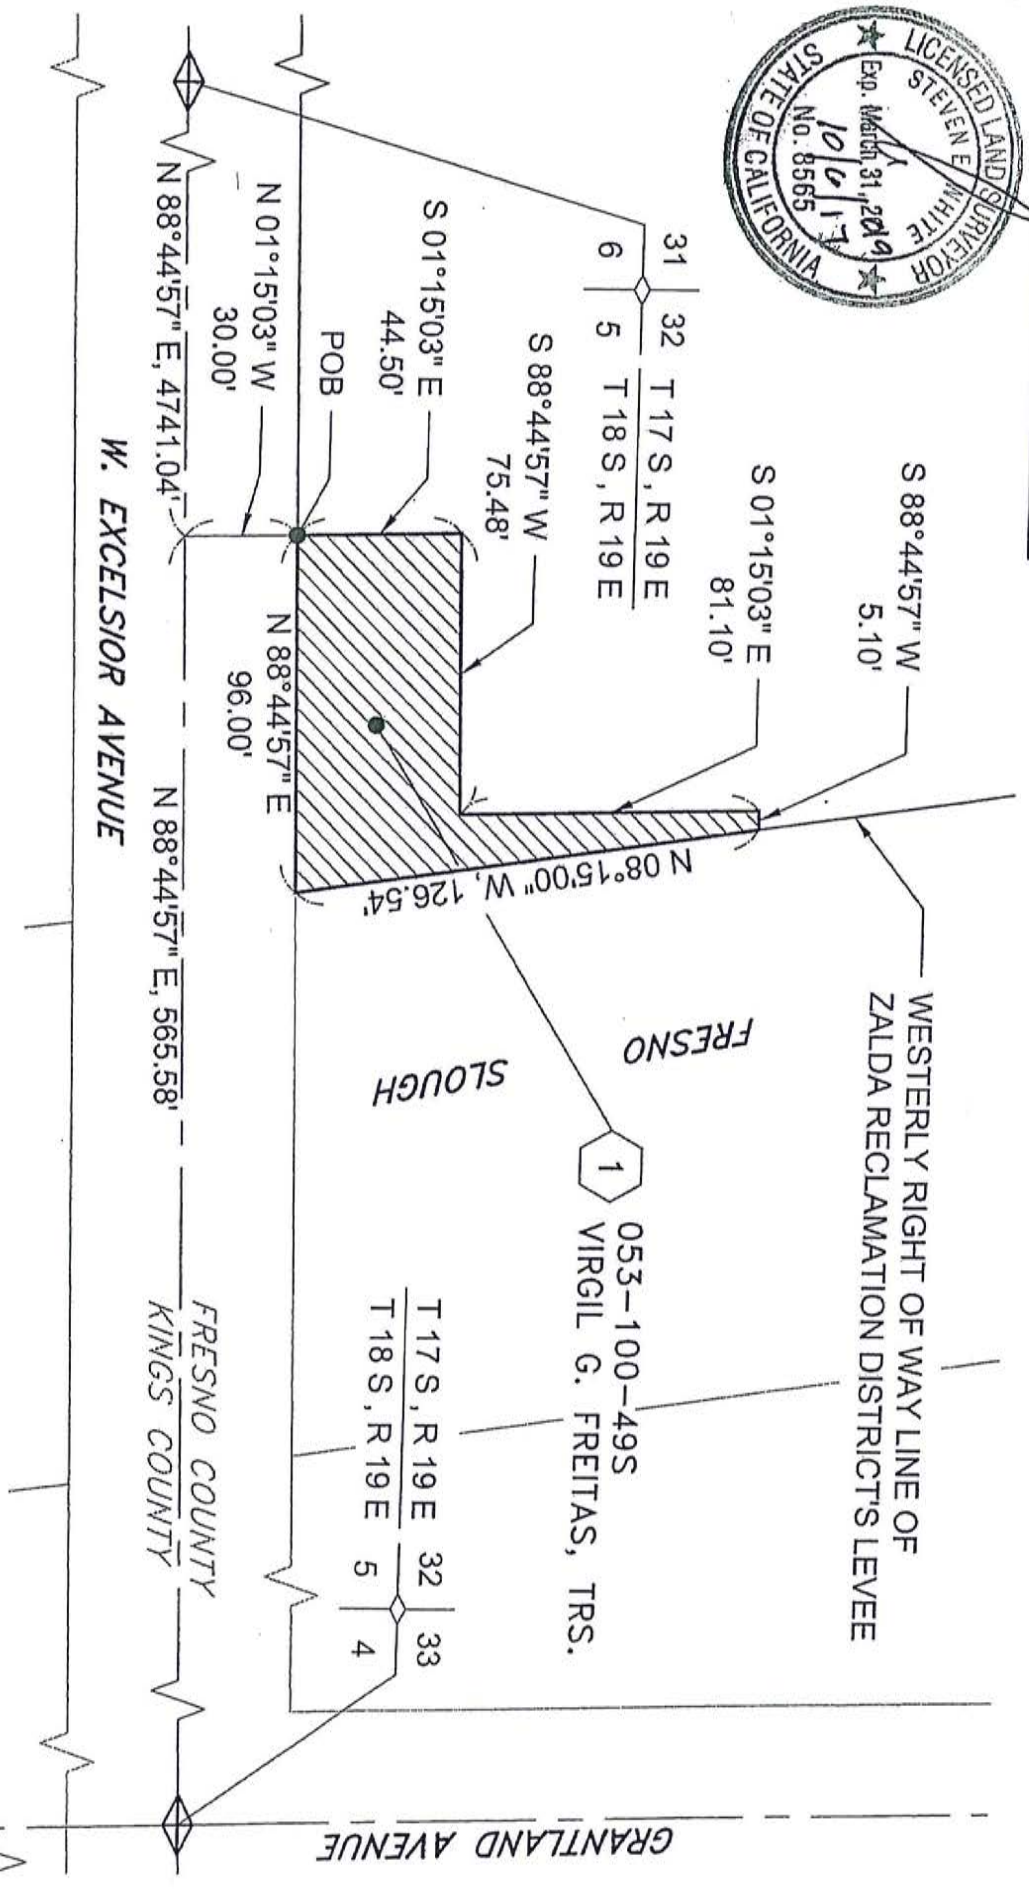 LICENSED LAND SURVEYOR
STEVEN E. WHITE
Exp. March 31, 2019
10/6/17
No. 8565
STATE OF CALIFORNIA
S 88°44'57" W
5.10'
S 01°15'03" E
81.10'
WESTERLY RIGHT OF WAY LINE OF
ZALDA RECLAMATION DISTRICT'S LEVEE
31 32 T 17 S , R 19 E
6 5 T 18 S , R 19 E
S 88°44'57" W
75.48'
S 01°15'03" E
44.50'
POB
N 01°15'03" W
30.00'
N 88°44'57" E, 4741.04'
N 88°44'57" E
96.00'
N 08°15'00" W, 126.54'
FRESNO
SLOUGH
1
053-100-49S
VIRGIL G. FREITAS, TRS.
T 17 S , R 19 E 32 33
T 18 S , R 19 E 5 4
N 88°44'57" E, 565.58'
FRESNO COUNTY
KINGS COUNTY
W. EXCELSIOR AVENUE
GRANTLAND AVENUE